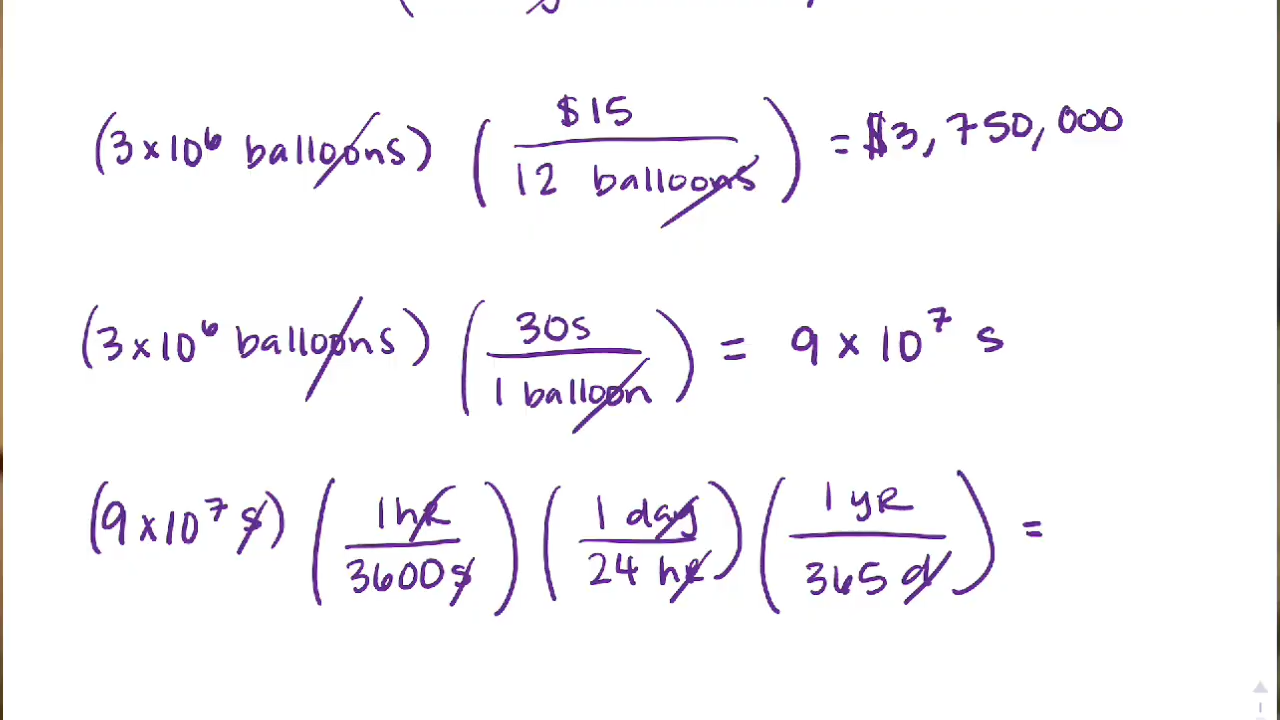 (3 x 10⁶ balloons) ($15 / 12 balloons) = $3,750,000
(3 x 10⁶ balloons) (30s / 1 balloon) = 9 x 10⁷ s
(9 x 10⁷ s) (1 hR / 3600 s) (1 day / 24 hR) (1 yR / 365 d) =